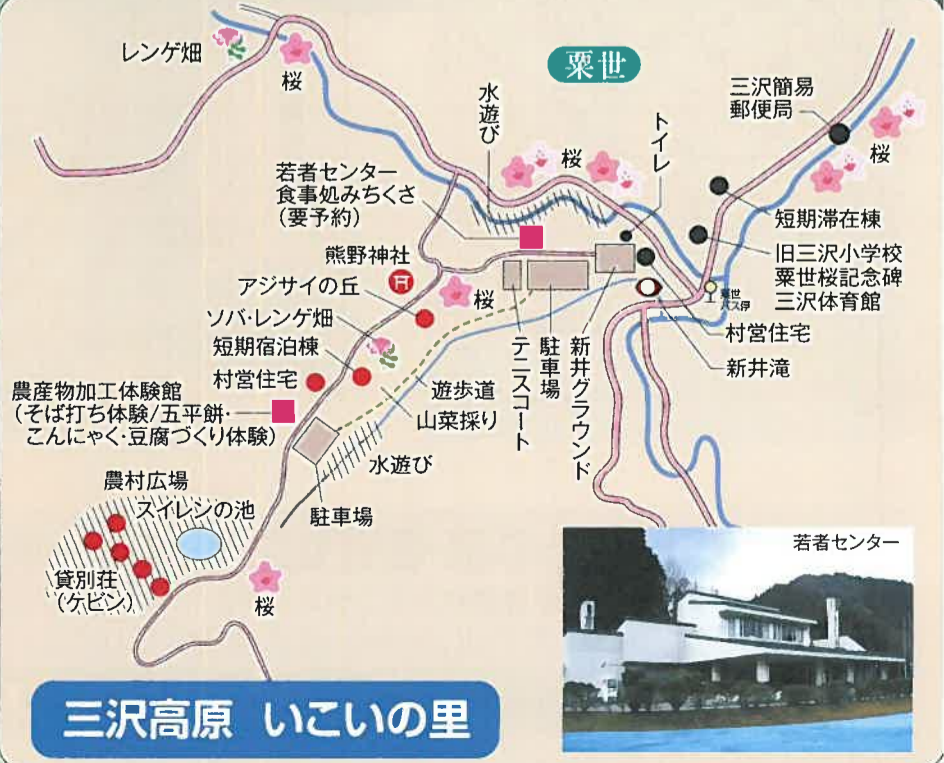 レンゲ畑
桜
粟世
水遊び
桜
トイレ
三沢簡易
郵便局
桜
若者センター
食事処みちくさ
(要予約)
短期滞在棟
旧三沢小学校
粟世桜記念碑
三沢体育館
熊野神社
アジサイの丘
桜
粟世
バス停
ソバ・レンゲ畑
短期宿泊棟
村営住宅
村営住宅
新井滝
テニスコート
駐車場
新井グラウンド
遊歩道
山菜採り
農産物加工体験館
(そば打ち体験/五平餅・
こんにゃく・豆腐づくり体験)
水遊び
駐車場
農村広場
スイレンの池
貸別荘
(ケビン)
桜
若者センター
三沢高原 いこいの里